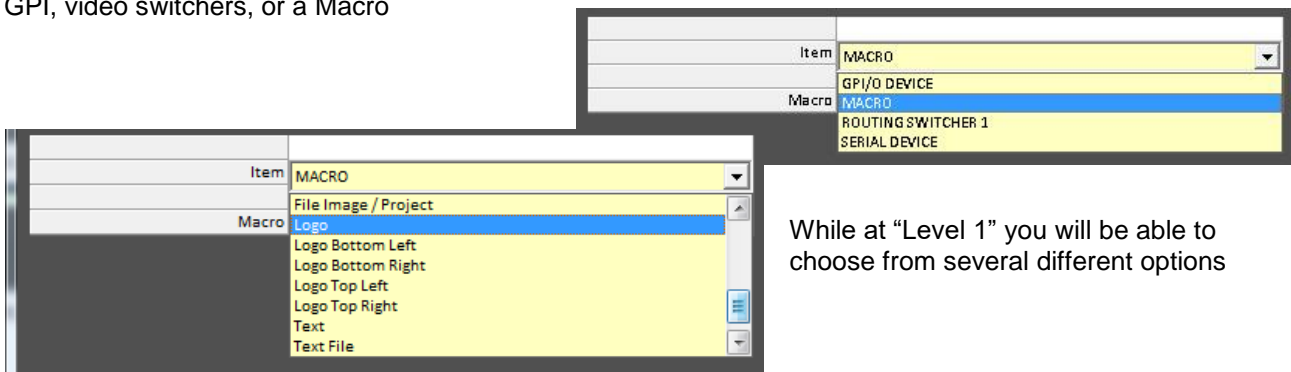 GPI, video switchers, or a Macro
Item MACRO
GPI/O DEVICE
Macro MACRO
ROUTING SWITCHER 1
SERIAL DEVICE
Item MACRO
File Image / Project
Macro Logo
Logo Bottom Left
Logo Bottom Right
Logo Top Left
Logo Top Right
Text
Text File
While at “Level 1” you will be able to
choose from several different options